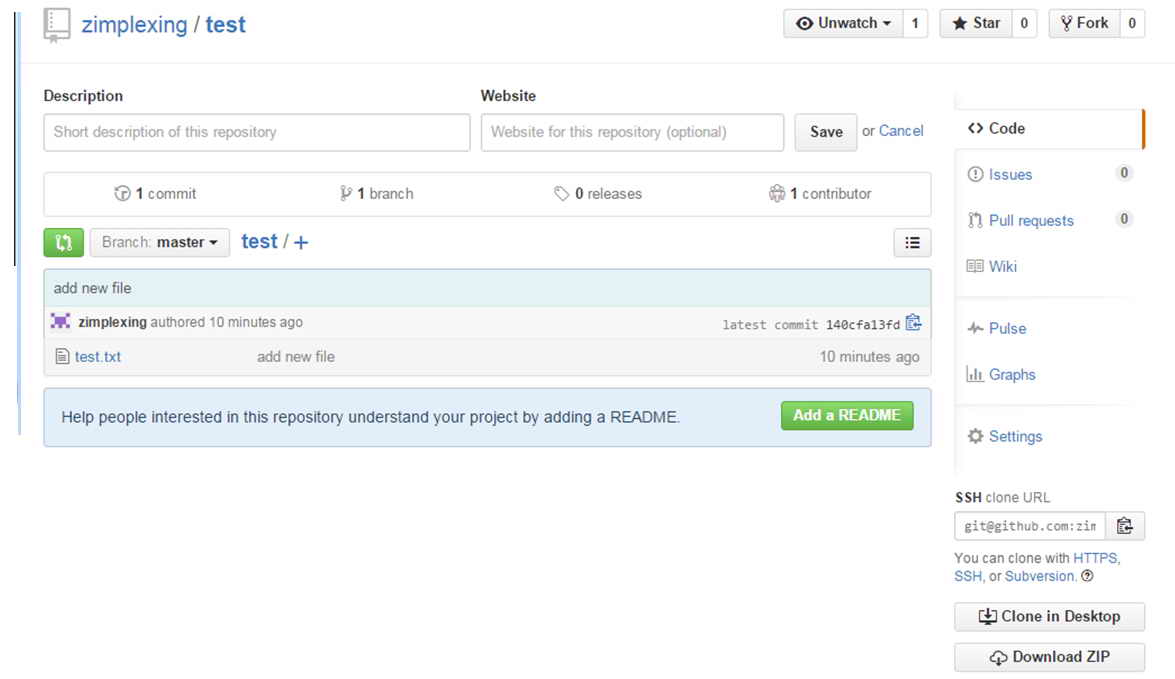 zimplexing / test
Unwatch 1 Star 0 Fork 0
Description
Website
Short description of this repository
Website for this repository (optional)
Save or Cancel
1 commit 1 branch 0 releases 1 contributor
Branch: master test / +
add new file
zimplexing authored 10 minutes ago latest commit 140cfa13fd
test.txt add new file 10 minutes ago
Help people interested in this repository understand your project by adding a README. Add a README
Code
Issues 0
Pull requests 0
Wiki
Pulse
Graphs
Settings
SSH clone URL
git@github.com:zim
You can clone with HTTPS,
SSH, or Subversion.
Clone in Desktop
Download ZIP